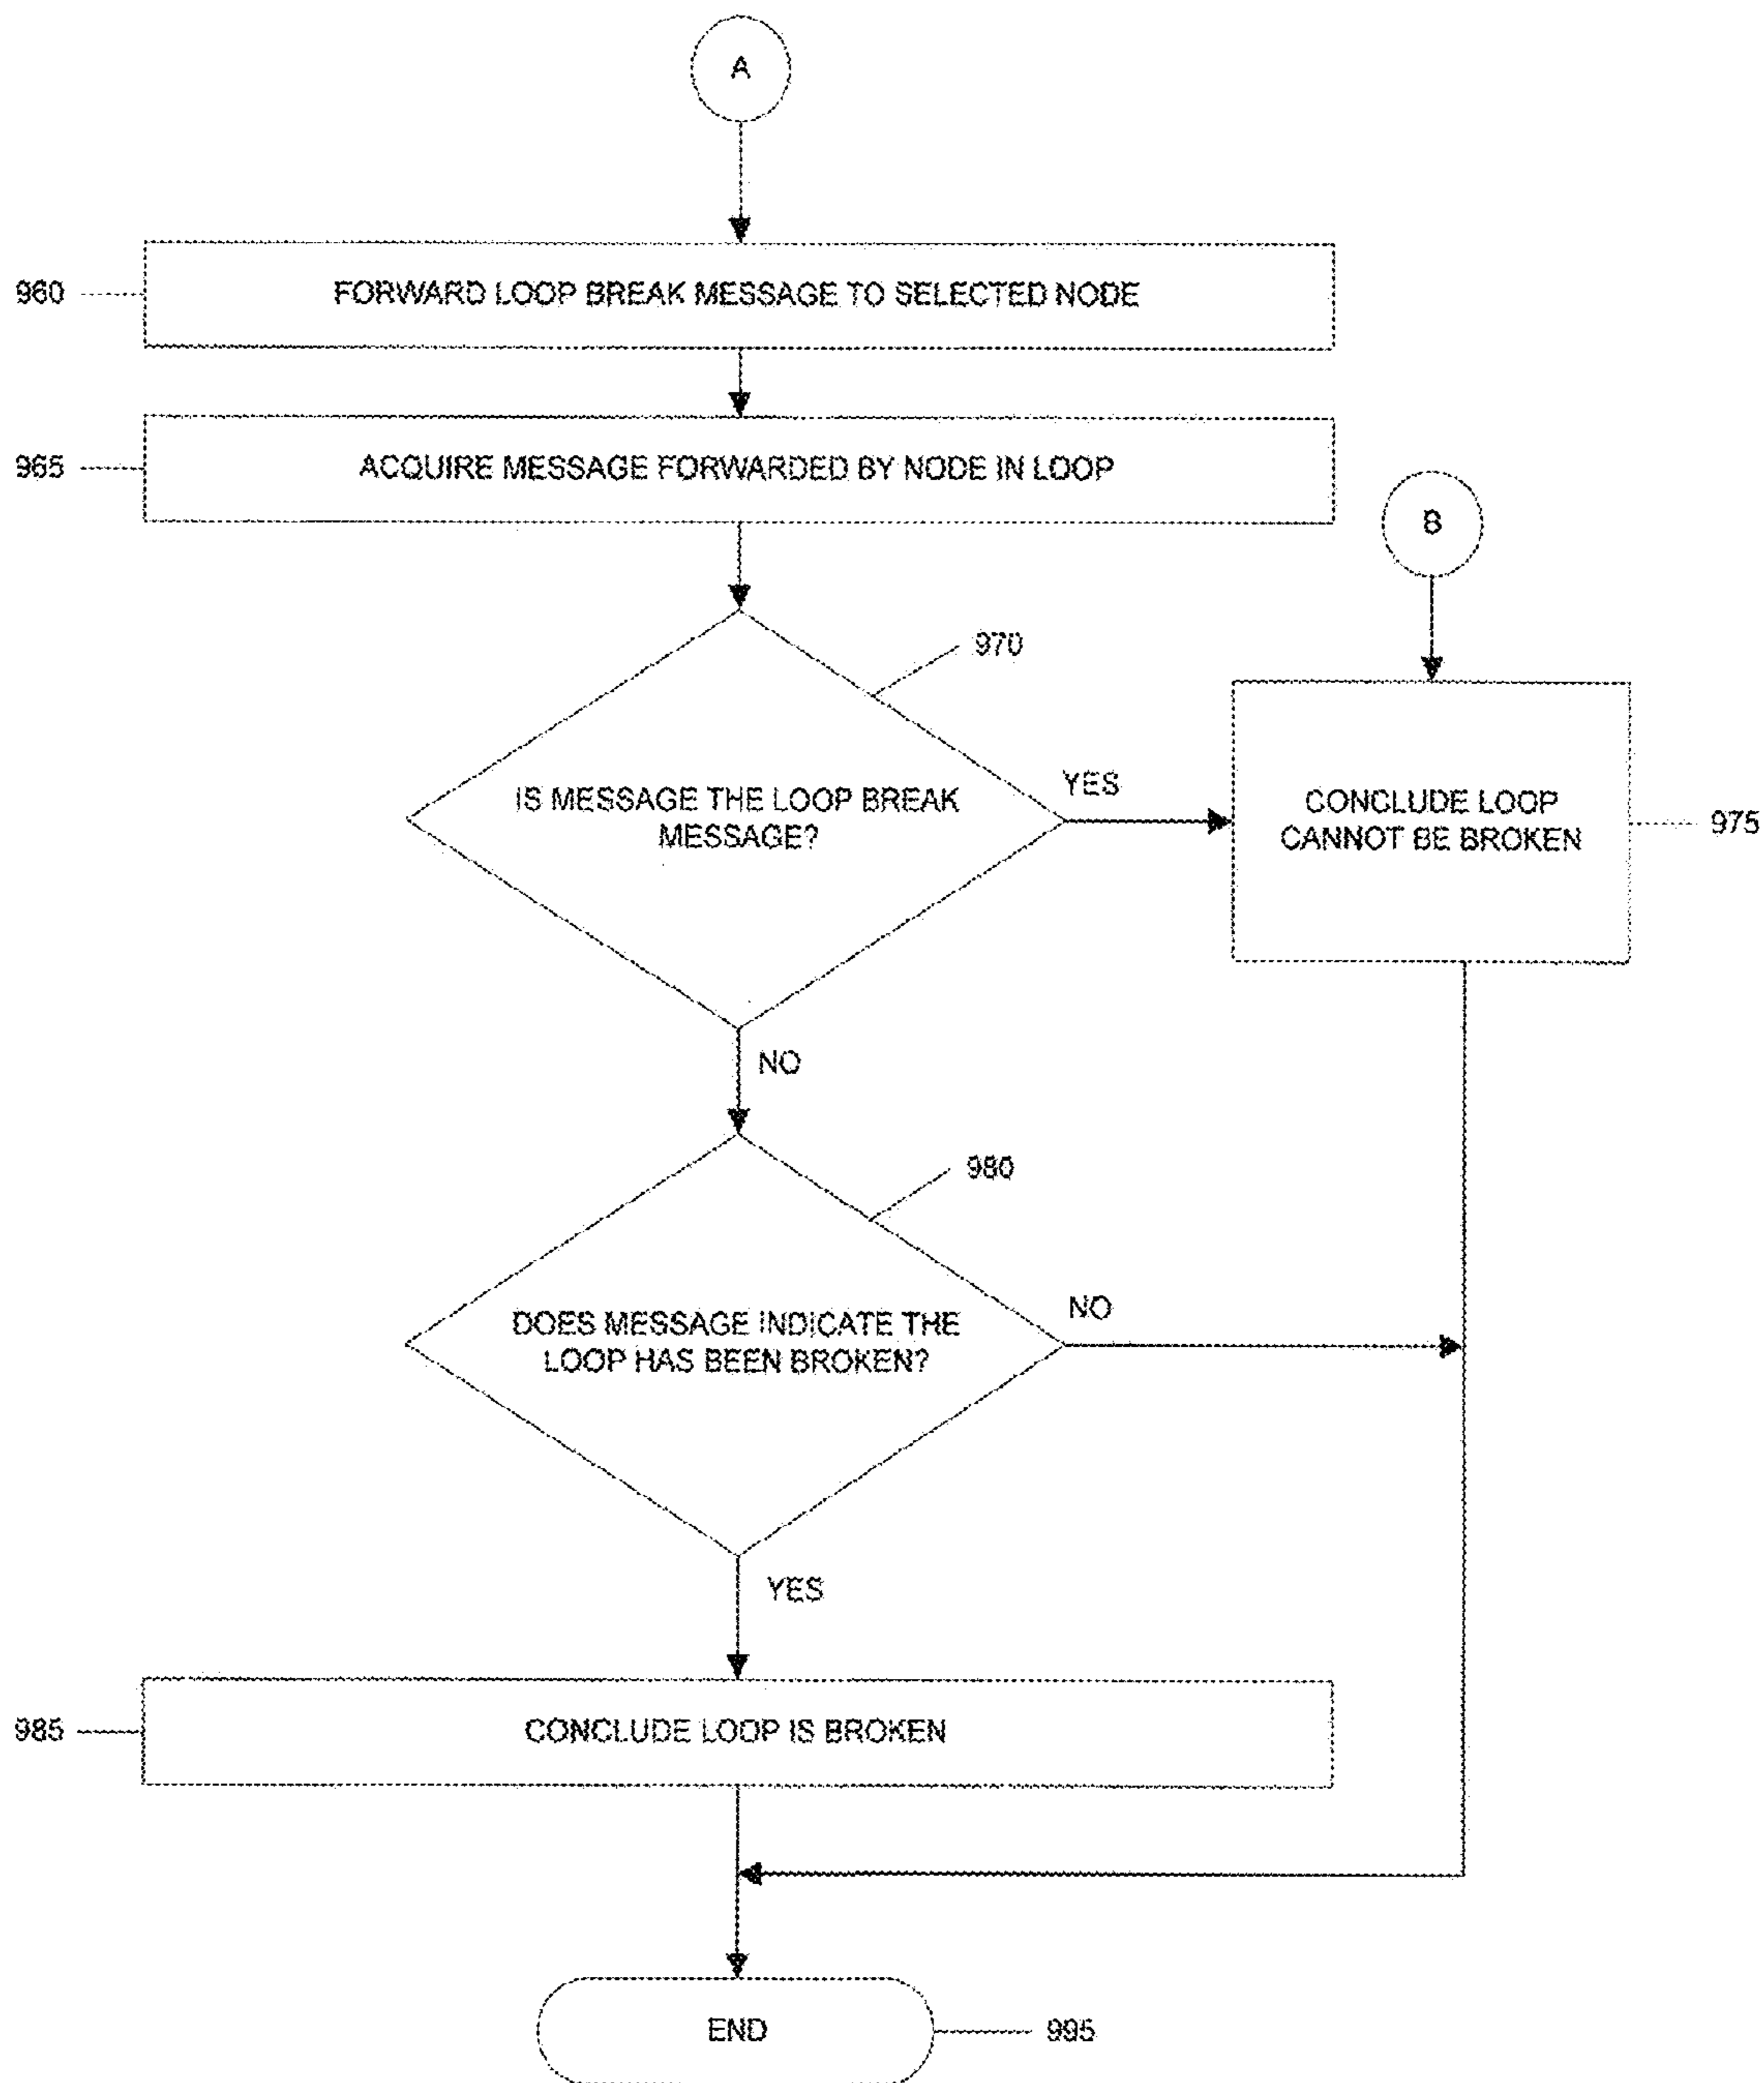 A
960
FORWARD LOOP BREAK MESSAGE TO SELECTED NODE
965
ACQUIRE MESSAGE FORWARDED BY NODE IN LOOP
B
970
IS MESSAGE THE LOOP BREAK
MESSAGE?
YES
CONCLUDE LOOP
CANNOT BE BROKEN
975
NO
980
DOES MESSAGE INDICATE THE
LOOP HAS BEEN BROKEN?
NO
YES
985
CONCLUDE LOOP IS BROKEN
END
995